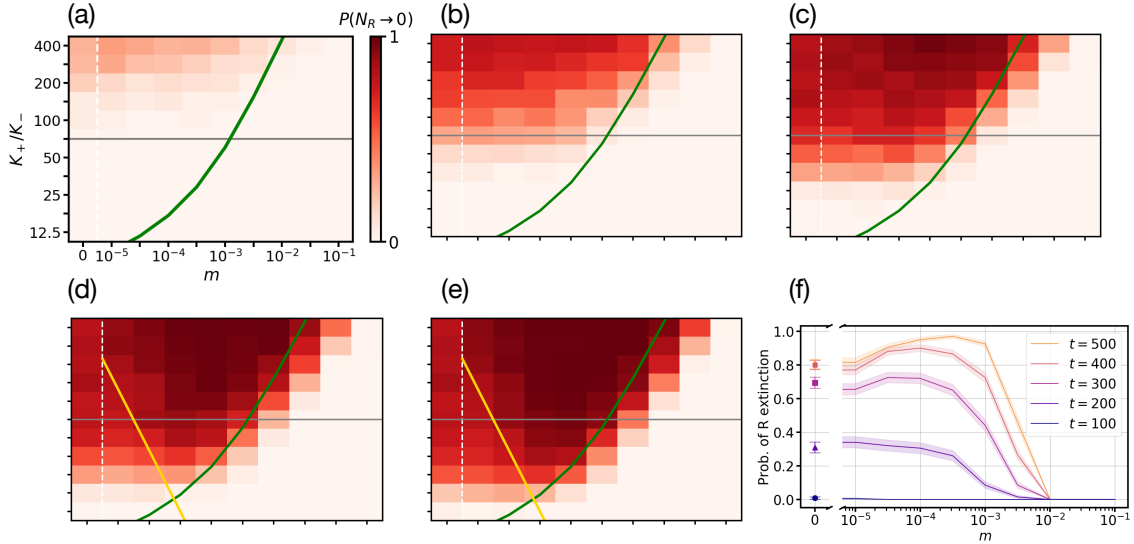 (a)
P(N_R → 0)
(b)
(c)
400
200
100
50
25
12.5
K_+/K_−
1
0
0
10^−5
10^−4
10^−3
10^−2
10^−1
m
(d)
(e)
(f)
1.0
0.8
0.6
0.4
0.2
0.0
Prob. of R extinction
t = 500
t = 400
t = 300
t = 200
t = 100
0
10^−5
10^−4
10^−3
10^−2
10^−1
m